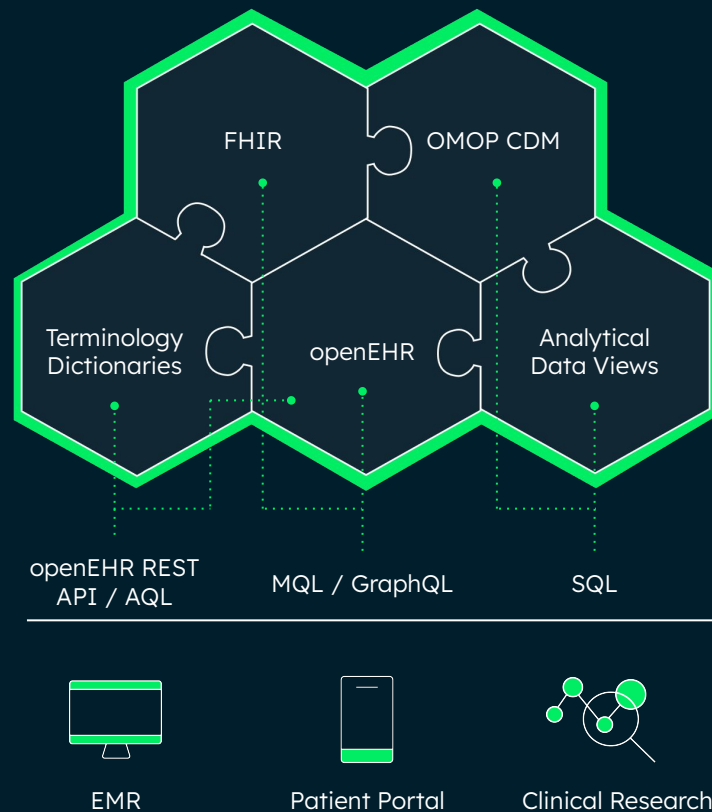 FHIR
OMOP CDM
Terminology
Dictionaries
openEHR
Analytical
Data Views
openEHR REST
API / AQL
MQL / GraphQL
SQL
EMR
Patient Portal
Clinical Research